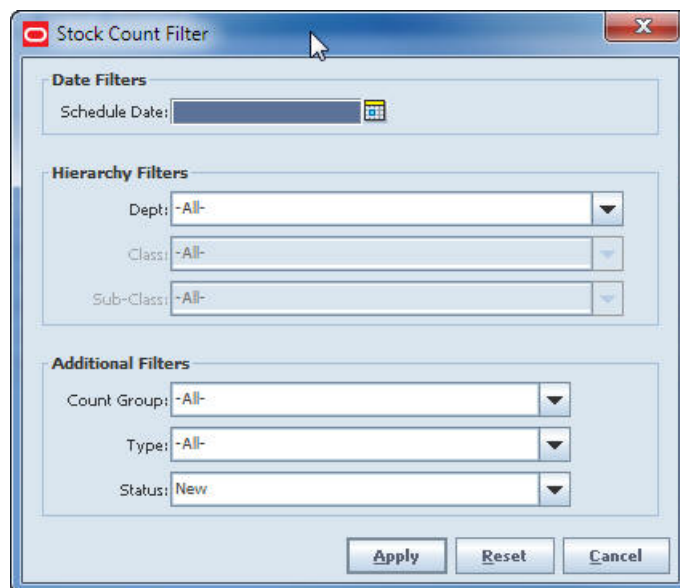 Stock Count Filter
Date Filters
Schedule Date:
Hierarchy Filters
Dept: -All-
Class: -All-
Sub-Class: -All-
Additional Filters
Count Group: -All-
Type: -All-
Status: New
Apply Reset Cancel